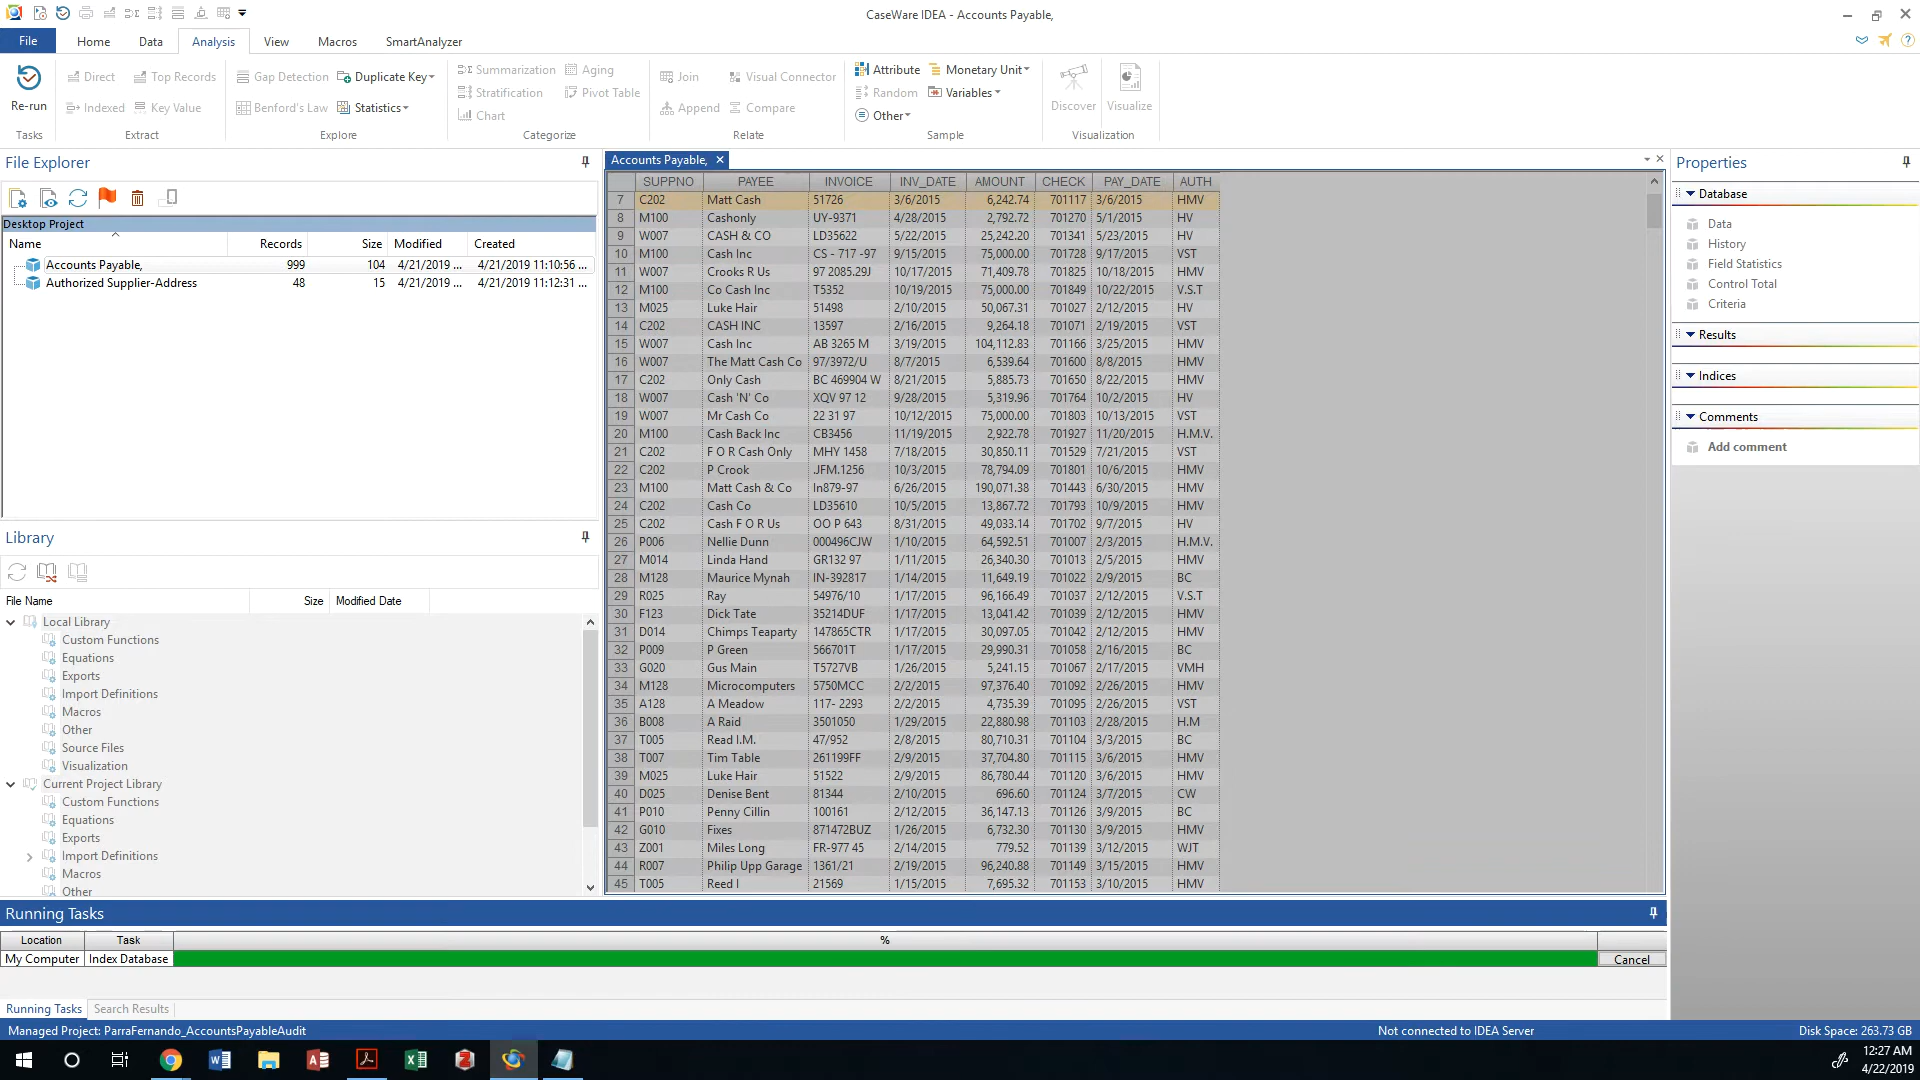 CaseWare IDEA - Accounts Payable,
File Home Data Analysis View Macros SmartAnalyzer
Re-run
Tasks
Direct Top Records
Indexed Key Value
Extract
Gap Detection Duplicate Key
Benford's Law Statistics
Explore
Summarization Aging
Stratification Pivot Table
Chart
Categorize
Join Visual Connector
Append Compare
Relate
Attribute Monetary Unit
Random Variables
Other
Sample
Discover Visualize
Visualization
File Explorer
Desktop Project
Name Records Size Modified Created
Accounts Payable, 999 104 4/21/2019 ... 4/21/2019 11:10:56 ...
Authorized Supplier-Address 48 15 4/21/2019 ... 4/21/2019 11:12:31 ...
Library
File Name Size Modified Date
Local Library
Custom Functions
Equations
Exports
Import Definitions
Macros
Other
Source Files
Visualization
Current Project Library
Custom Functions
Equations
Exports
Import Definitions
Macros
Other
Accounts Payable,
SUPPNO PAYEE INVOICE INV_DATE AMOUNT CHECK PAY_DATE AUTH
7 C202 Matt Cash 51726 3/6/2015 6,242.74 701117 3/6/2015 HMV
8 M100 Cashonly UY-9371 4/28/2015 2,792.72 701270 5/1/2015 HV
9 W007 CASH & CO LD35622 5/22/2015 25,242.20 701341 5/23/2015 HV
10 M100 Cash Inc CS - 717 -97 9/15/2015 75,000.00 701728 9/17/2015 VST
11 W007 Crooks R Us 97 2085.29J 10/17/2015 71,409.78 701825 10/18/2015 HMV
12 M100 Co Cash Inc T5352 10/19/2015 75,000.00 701849 10/22/2015 V.S.T
13 M025 Luke Hair 51498 2/10/2015 50,067.31 701027 2/12/2015 HV
14 C202 CASH INC 13597 2/16/2015 9,264.18 701071 2/19/2015 VST
15 W007 Cash Inc AB 3265 M 3/19/2015 104,112.83 701166 3/25/2015 HMV
16 W007 The Matt Cash Co 97/3972/U 8/7/2015 6,539.64 701600 8/8/2015 HMV
17 C202 Only Cash BC 469904 W 8/21/2015 5,885.73 701650 8/22/2015 HMV
18 W007 Cash 'N' Co XQV 97 12 9/28/2015 5,319.96 701764 10/2/2015 HV
19 W007 Mr Cash Co 22 31 97 10/12/2015 75,000.00 701803 10/13/2015 VST
20 M100 Cash Back Inc CB3456 11/19/2015 2,922.78 701927 11/20/2015 H.M.V.
21 C202 F O R Cash Only MHY 1458 7/18/2015 30,850.11 701529 7/21/2015 VST
22 C202 P Crook .JFM.1256 10/3/2015 78,794.09 701801 10/6/2015 HMV
23 M100 Matt Cash & Co In879-97 6/26/2015 190,071.38 701443 6/30/2015 HMV
24 C202 Cash Co LD35610 10/5/2015 13,867.72 701793 10/9/2015 HMV
25 C202 Cash F O R Us OO P 643 8/31/2015 49,033.14 701702 9/7/2015 HV
26 P006 Nellie Dunn 000496CJW 1/10/2015 64,592.51 701007 2/3/2015 H.M.V.
27 M014 Linda Hand GR132 97 1/11/2015 26,340.30 701013 2/5/2015 HMV
28 M128 Maurice Mynah IN-392817 1/14/2015 11,649.19 701022 2/9/2015 BC
29 R025 Ray 54976/10 1/17/2015 96,166.49 701037 2/12/2015 V.S.T
30 F123 Dick Tate 35214DUF 1/17/2015 13,041.42 701039 2/12/2015 HMV
31 D014 Chimps Teaparty 147865CTR 1/17/2015 30,097.05 701042 2/12/2015 HMV
32 P009 P Green 566701T 1/17/2015 29,990.31 701058 2/16/2015 BC
33 G020 Gus Main T5727VB 1/26/2015 5,241.15 701067 2/17/2015 VMH
34 M128 Microcomputers 5750MCC 2/2/2015 97,376.40 701092 2/26/2015 HMV
35 A128 A Meadow 117- 2293 2/2/2015 4,735.39 701095 2/26/2015 VST
36 B008 A Raid 3501050 1/29/2015 22,880.98 701103 2/28/2015 H.M
37 T005 Read I.M. 47/952 2/8/2015 80,710.31 701104 3/3/2015 BC
38 T007 Tim Table 261199FF 2/9/2015 37,704.80 701115 3/6/2015 HMV
39 M025 Luke Hair 51522 2/9/2015 86,780.44 701120 3/6/2015 HMV
40 D025 Denise Bent 81344 2/10/2015 696.60 701124 3/7/2015 CW
41 P010 Penny Cillin 100161 2/12/2015 36,147.13 701126 3/9/2015 BC
42 G010 Fixes 871472BUZ 1/26/2015 6,732.30 701130 3/9/2015 HMV
43 Z001 Miles Long FR-977 45 2/14/2015 779.52 701139 3/12/2015 WJT
44 R007 Philip Upp Garage 1361/21 2/19/2015 96,240.88 701149 3/15/2015 HMV
45 T005 Reed I 21569 1/15/2015 7,695.32 701153 3/10/2015 HMV
Properties
Database
Data
History
Field Statistics
Control Total
Criteria
Results
Indices
Comments
Add comment
Running Tasks
Location Task %
My Computer Index Database Cancel
Running Tasks Search Results
Managed Project: ParraFernando_AccountsPayableAudit Not connected to IDEA Server Disk Space: 263.73 GB
12:27 AM
4/22/2019